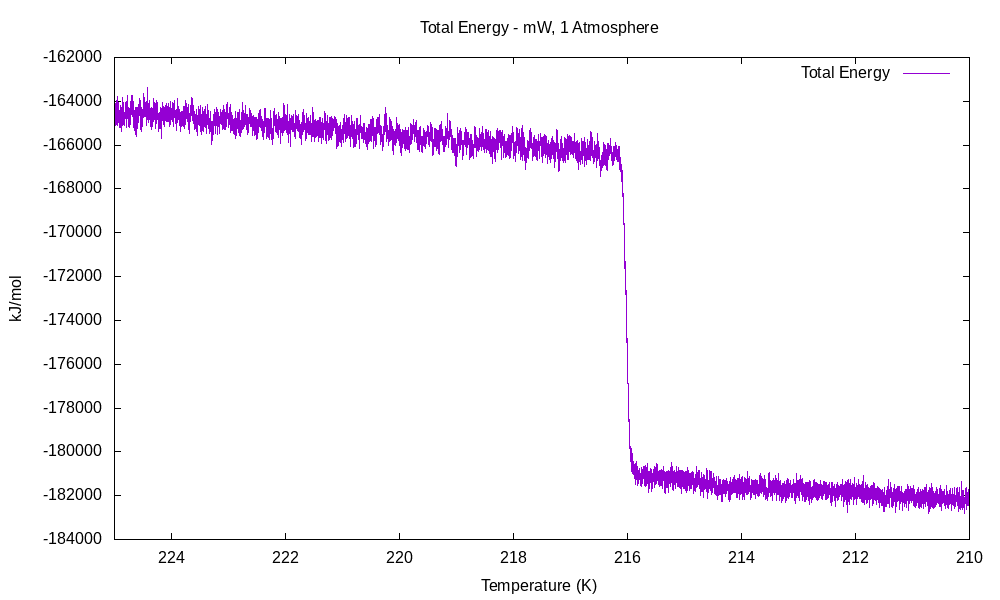 Total Energy - mW, 1 Atmosphere
Total Energy
-162000
-164000
-166000
-168000
-170000
-172000
-174000
-176000
-178000
-180000
-182000
-184000
kJ/mol
224 222 220 218 216 214 212 210
Temperature (K)